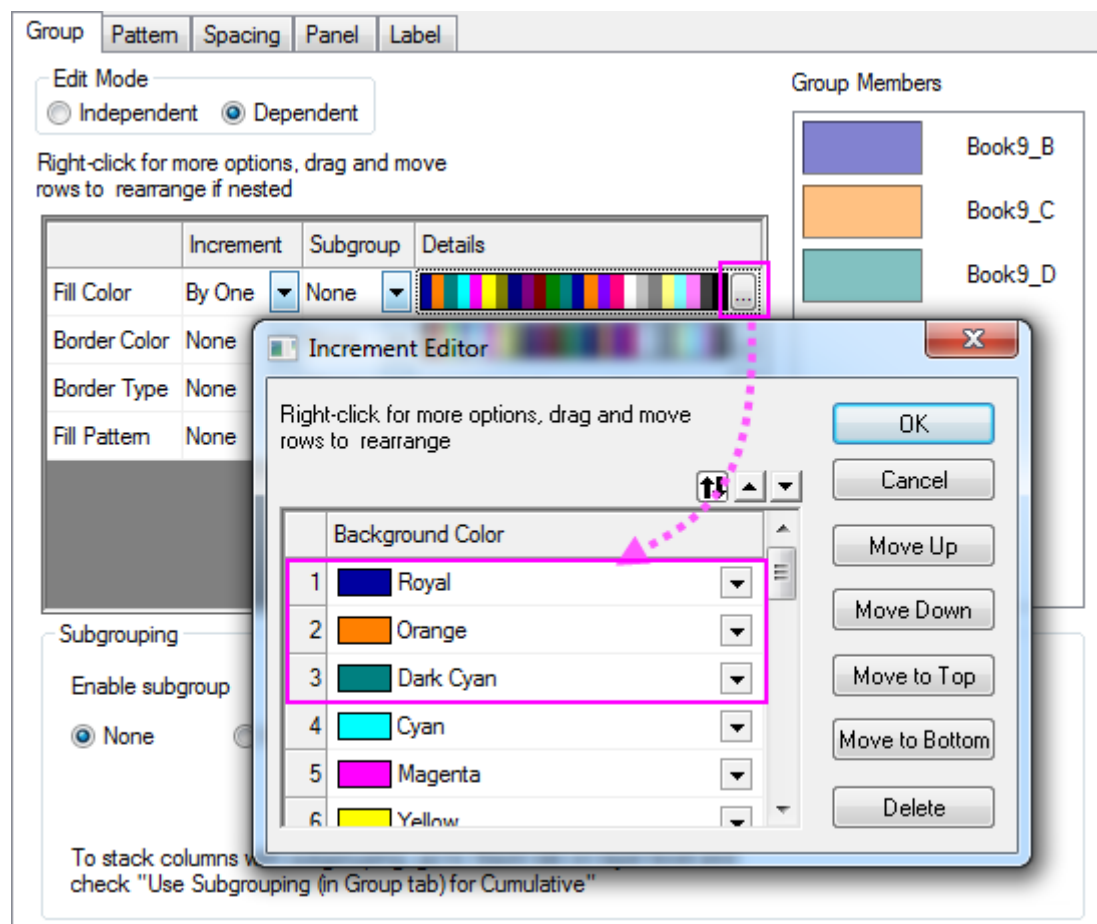 Group Pattern Spacing Panel Label
Edit Mode
Independent Dependent
Group Members
Book9_B
Book9_C
Book9_D
Right-click for more options, drag and move
rows to rearrange if nested
Increment Subgroup Details
Fill Color By One None ...
Border Color None
Border Type None
Fill Pattern None
Increment Editor
Right-click for more options, drag and move
rows to rearrange
Background Color
1 Royal
2 Orange
3 Dark Cyan
4 Cyan
5 Magenta
6 Yellow
OK
Cancel
Move Up
Move Down
Move to Top
Move to Bottom
Delete
Subgrouping
Enable subgroup
None
To stack columns
check "Use Subgrouping (in Group tab) for Cumulative"